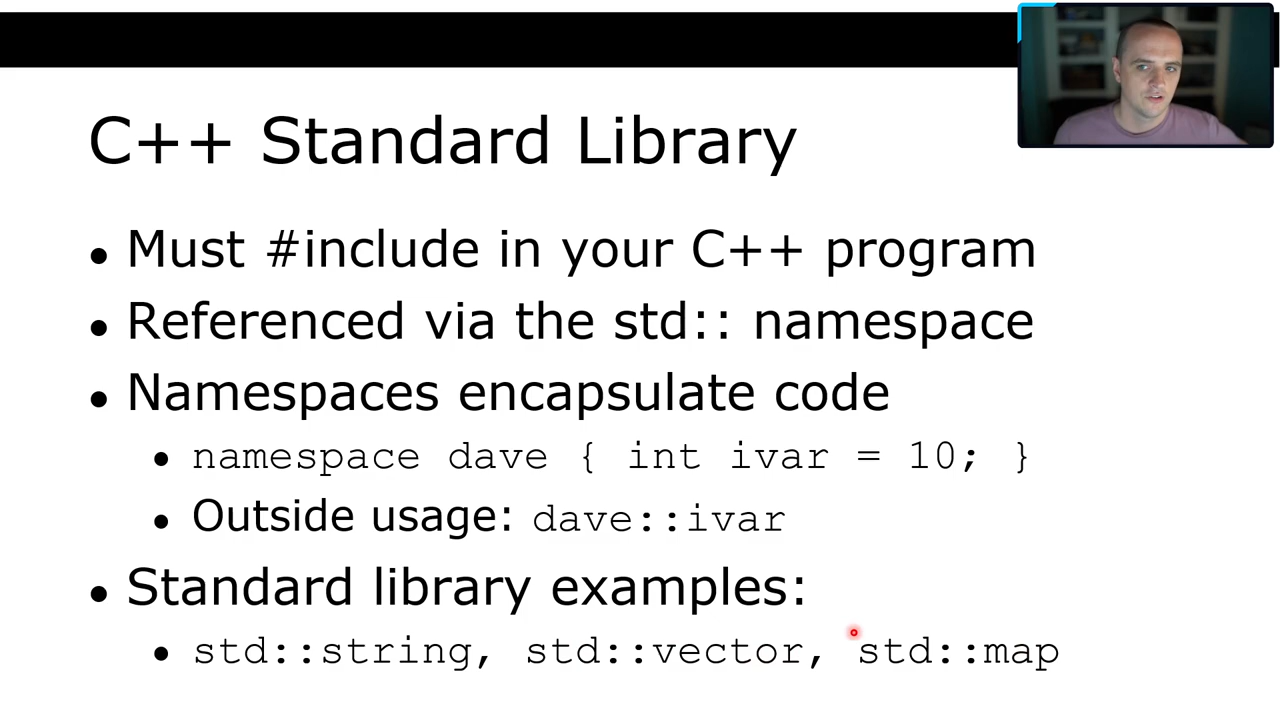 C++ Standard Library
• Must #include in your C++ program
• Referenced via the std:: namespace
• Namespaces encapsulate code
• namespace dave { int ivar = 10; }
• Outside usage: dave::ivar
• Standard library examples:
• std::string, std::vector, std::map